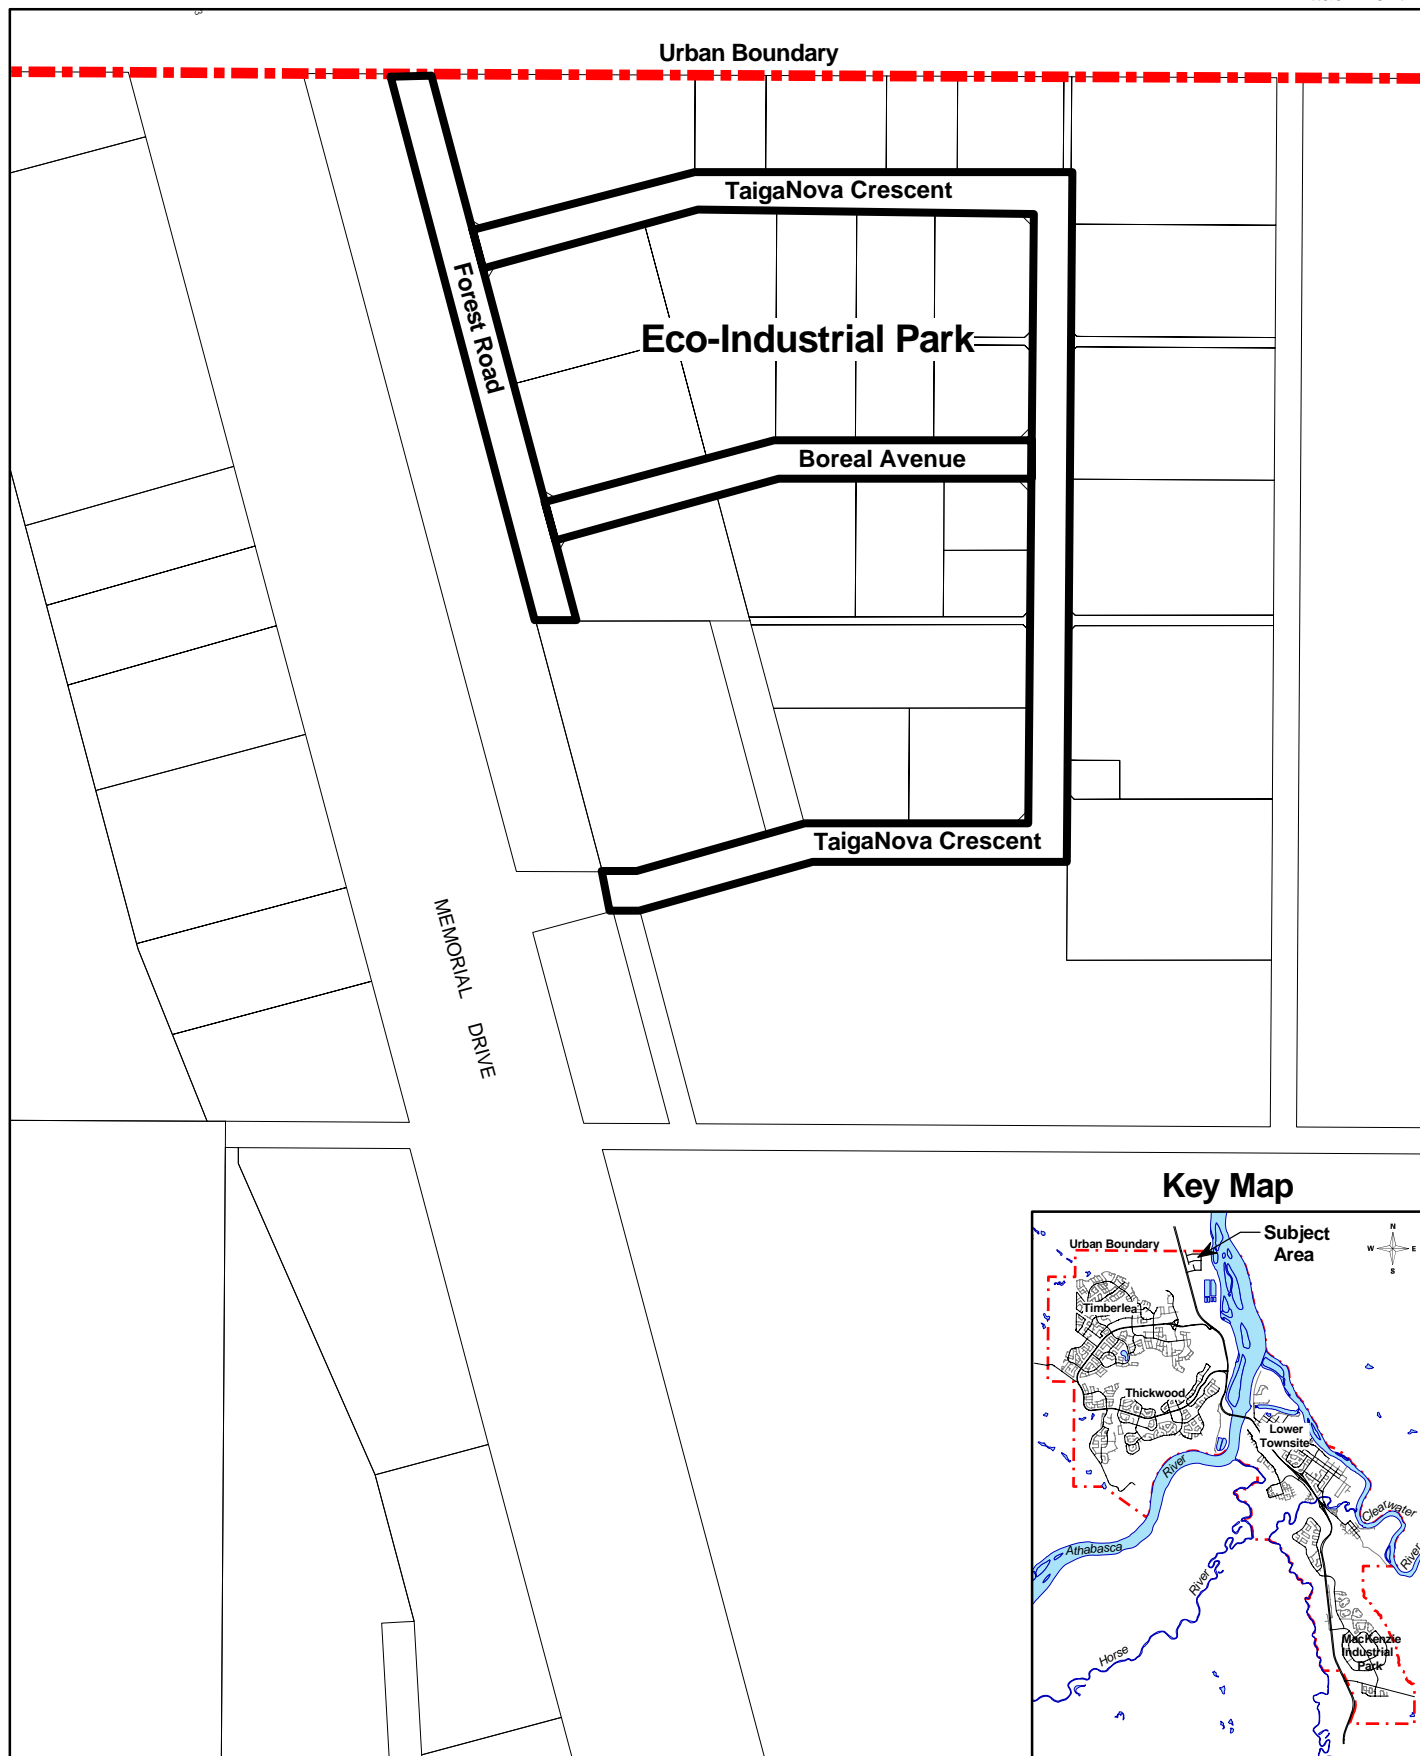 Urban Boundary
TaigaNova Crescent
Forest Road
Eco-Industrial Park
Boreal Avenue
TaigaNova Crescent
MEMORIAL DRIVE
Key Map
Subject
Area
Urban Boundary
N
W E
S
Timberlea
Thickwood
Lower
Townsite
River
Clearwater
River
Athabasca
River
Horse
MacKenzie
Industrial
Park